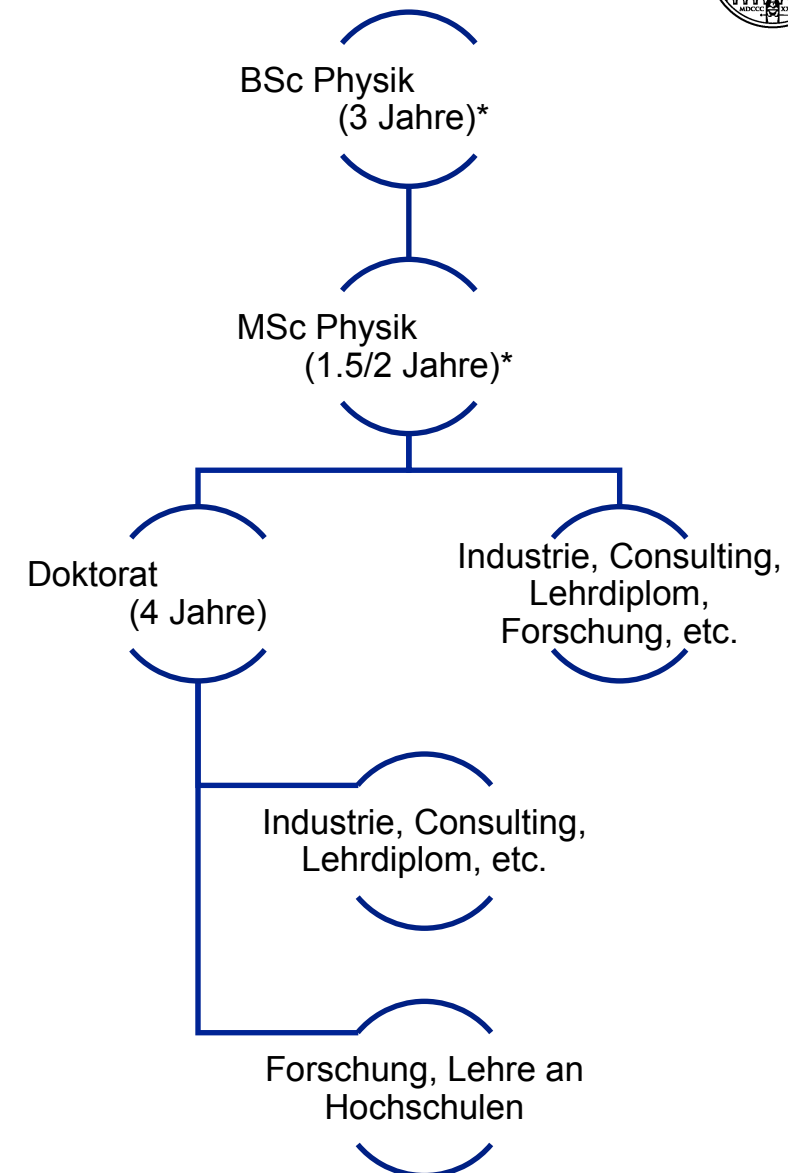 BSc Physik
(3 Jahre)*
MSc Physik
(1.5/2 Jahre)*
Doktorat
(4 Jahre)
Industrie, Consulting,
Lehrdiplom,
Forschung, etc.
Industrie, Consulting,
Lehrdiplom, etc.
Forschung, Lehre an
Hochschulen